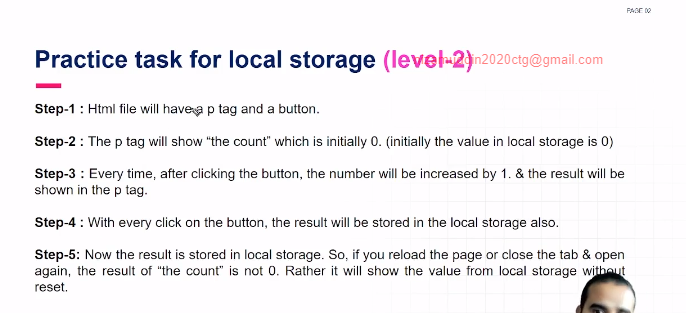 PAGE 02
Practice task for local storage (level-2)
Step-1 : Html file will have a p tag and a button.
Step-2 : The p tag will show “the count” which is initially 0. (initially the value in local storage is 0)
Step-3 : Every time, after clicking the button, the number will be increased by 1. & the result will be
shown in the p tag.
Step-4 : With every click on the button, the result will be stored in the local storage also.
Step-5: Now the result is stored in local storage. So, if you reload the page or close the tab & open
again, the result of “the count” is not 0. Rather it will show the value from local storage without
reset.